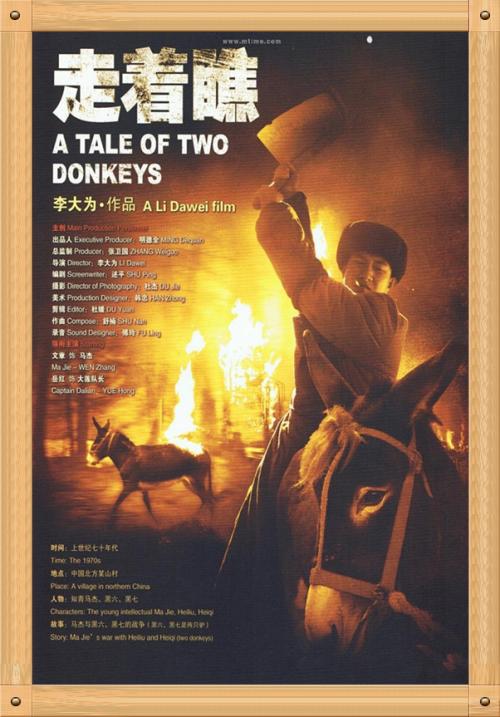 www.mtime.com
走着瞧
A TALE OF TWO
DONKEYS
李大为·作品 A Li Dawei film
主创 Main Production Personnel
出品人 Executive Producer: 明德全 MING Dequan
总监制 Producer: 张卫国 ZHANG Weiguo
导演 Director: 李大为 LI Dawei
编剧 Screenwriter: 述平 SHU Ping
摄影 Director of Photography: 杜杰 DU Jie
美术 Production Designer: 韩忠 HAN Zhong
剪辑 Editor: 杜媛 DU Yuan
作曲 Compose: 舒楠 SHU Nan
录音 Sound Designer: 傅玲 FU Ling
领衔主演 Starring
文章 饰 马杰
Ma Jie – WEN Zhang
岳红 饰 大莲队长
Captain Dalian – YUE Hong
时间：上世纪七十年代
Time: The 1970s
地点：中国北方某山村
Place: A village in northern China
人物：知青马杰、黑六、黑七
Characters: The young intellectual Ma Jie, Heiliu, Heiqi
故事：马杰与黑六、黑七的战争（黑六、黑七是两只驴）
Story: Ma Jie's war with Heiliu and Heiqi (two donkeys)